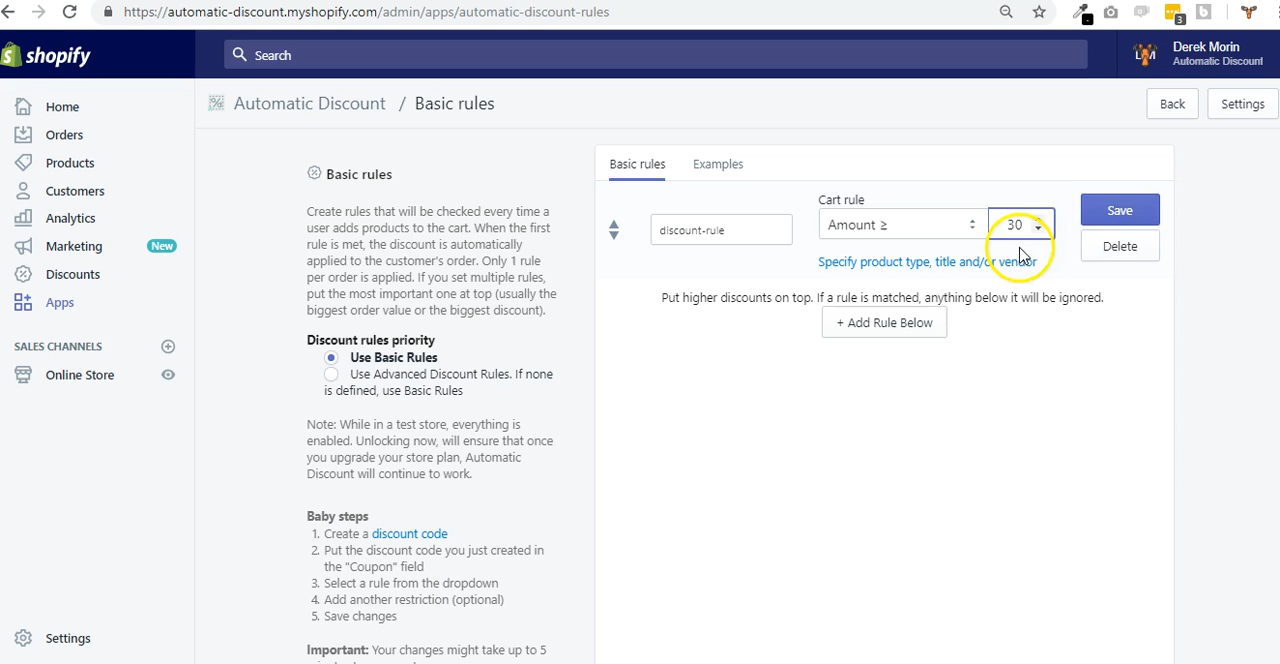 https://automatic-discount.myshopify.com/admin/apps/automatic-discount-rules
3
b
shopify
Search
Derek Morin
Automatic Discount
Home
Orders
Products
Customers
Analytics
Marketing
New
Discounts
Apps
SALES CHANNELS
Online Store
Settings
Automatic Discount / Basic rules
Back
Settings
Basic rules
Create rules that will be checked every time a
user adds products to the cart. When the first
rule is met, the discount is automatically
applied to the customer's order. Only 1 rule
per order is applied. If you set multiple rules,
put the most important one at top (usually the
biggest order value or the biggest discount).
Discount rules priority
Use Basic Rules
Use Advanced Discount Rules. If none
is defined, use Basic Rules
Note: While in a test store, everything is
enabled. Unlocking now, will ensure that once
you upgrade your store plan, Automatic
Discount will continue to work.
Baby steps
1. Create a discount code
2. Put the discount code you just created in
the "Coupon" field
3. Select a rule from the dropdown
4. Add another restriction (optional)
5. Save changes
Important: Your changes might take up to 5
Basic rules
Examples
discount-rule
Cart rule
Amount ≥
30
Save
Delete
Specify product type, title and/or vendor
Put higher discounts on top. If a rule is matched, anything below it will be ignored.
+ Add Rule Below